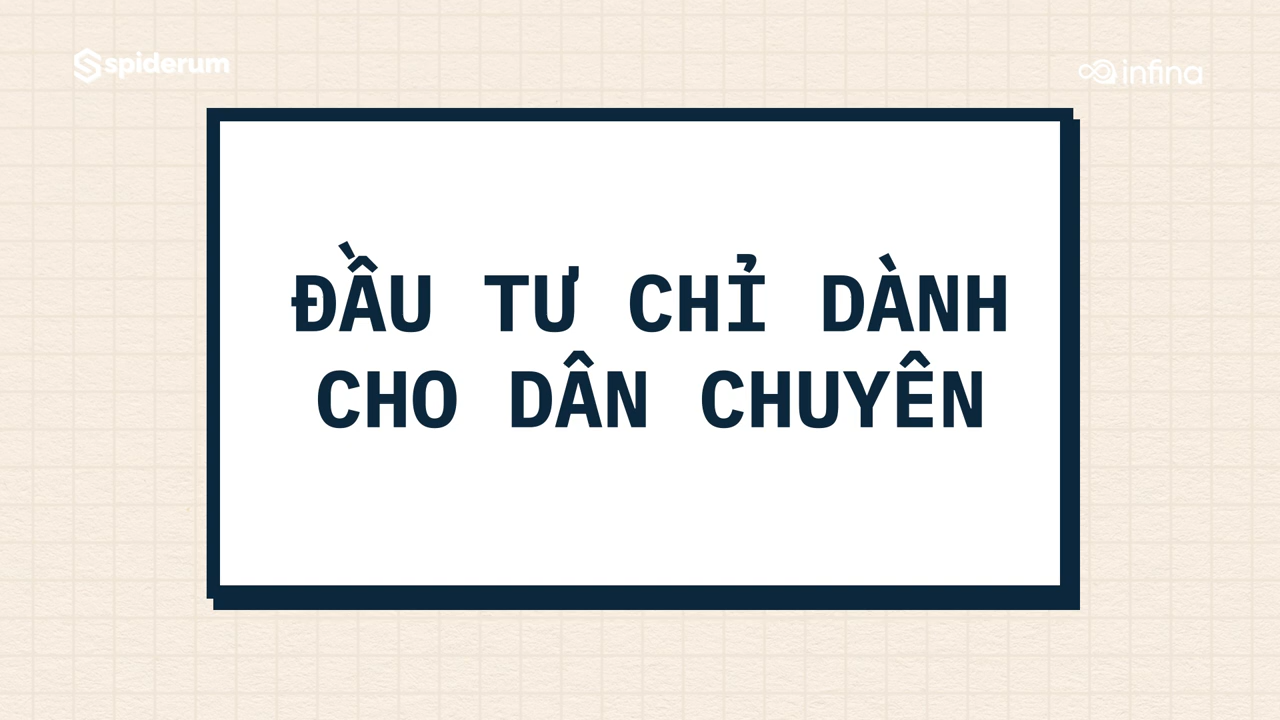 spiderum
infina
ĐẦU TƯ CHỈ DÀNH
CHO DÂN CHUYÊN